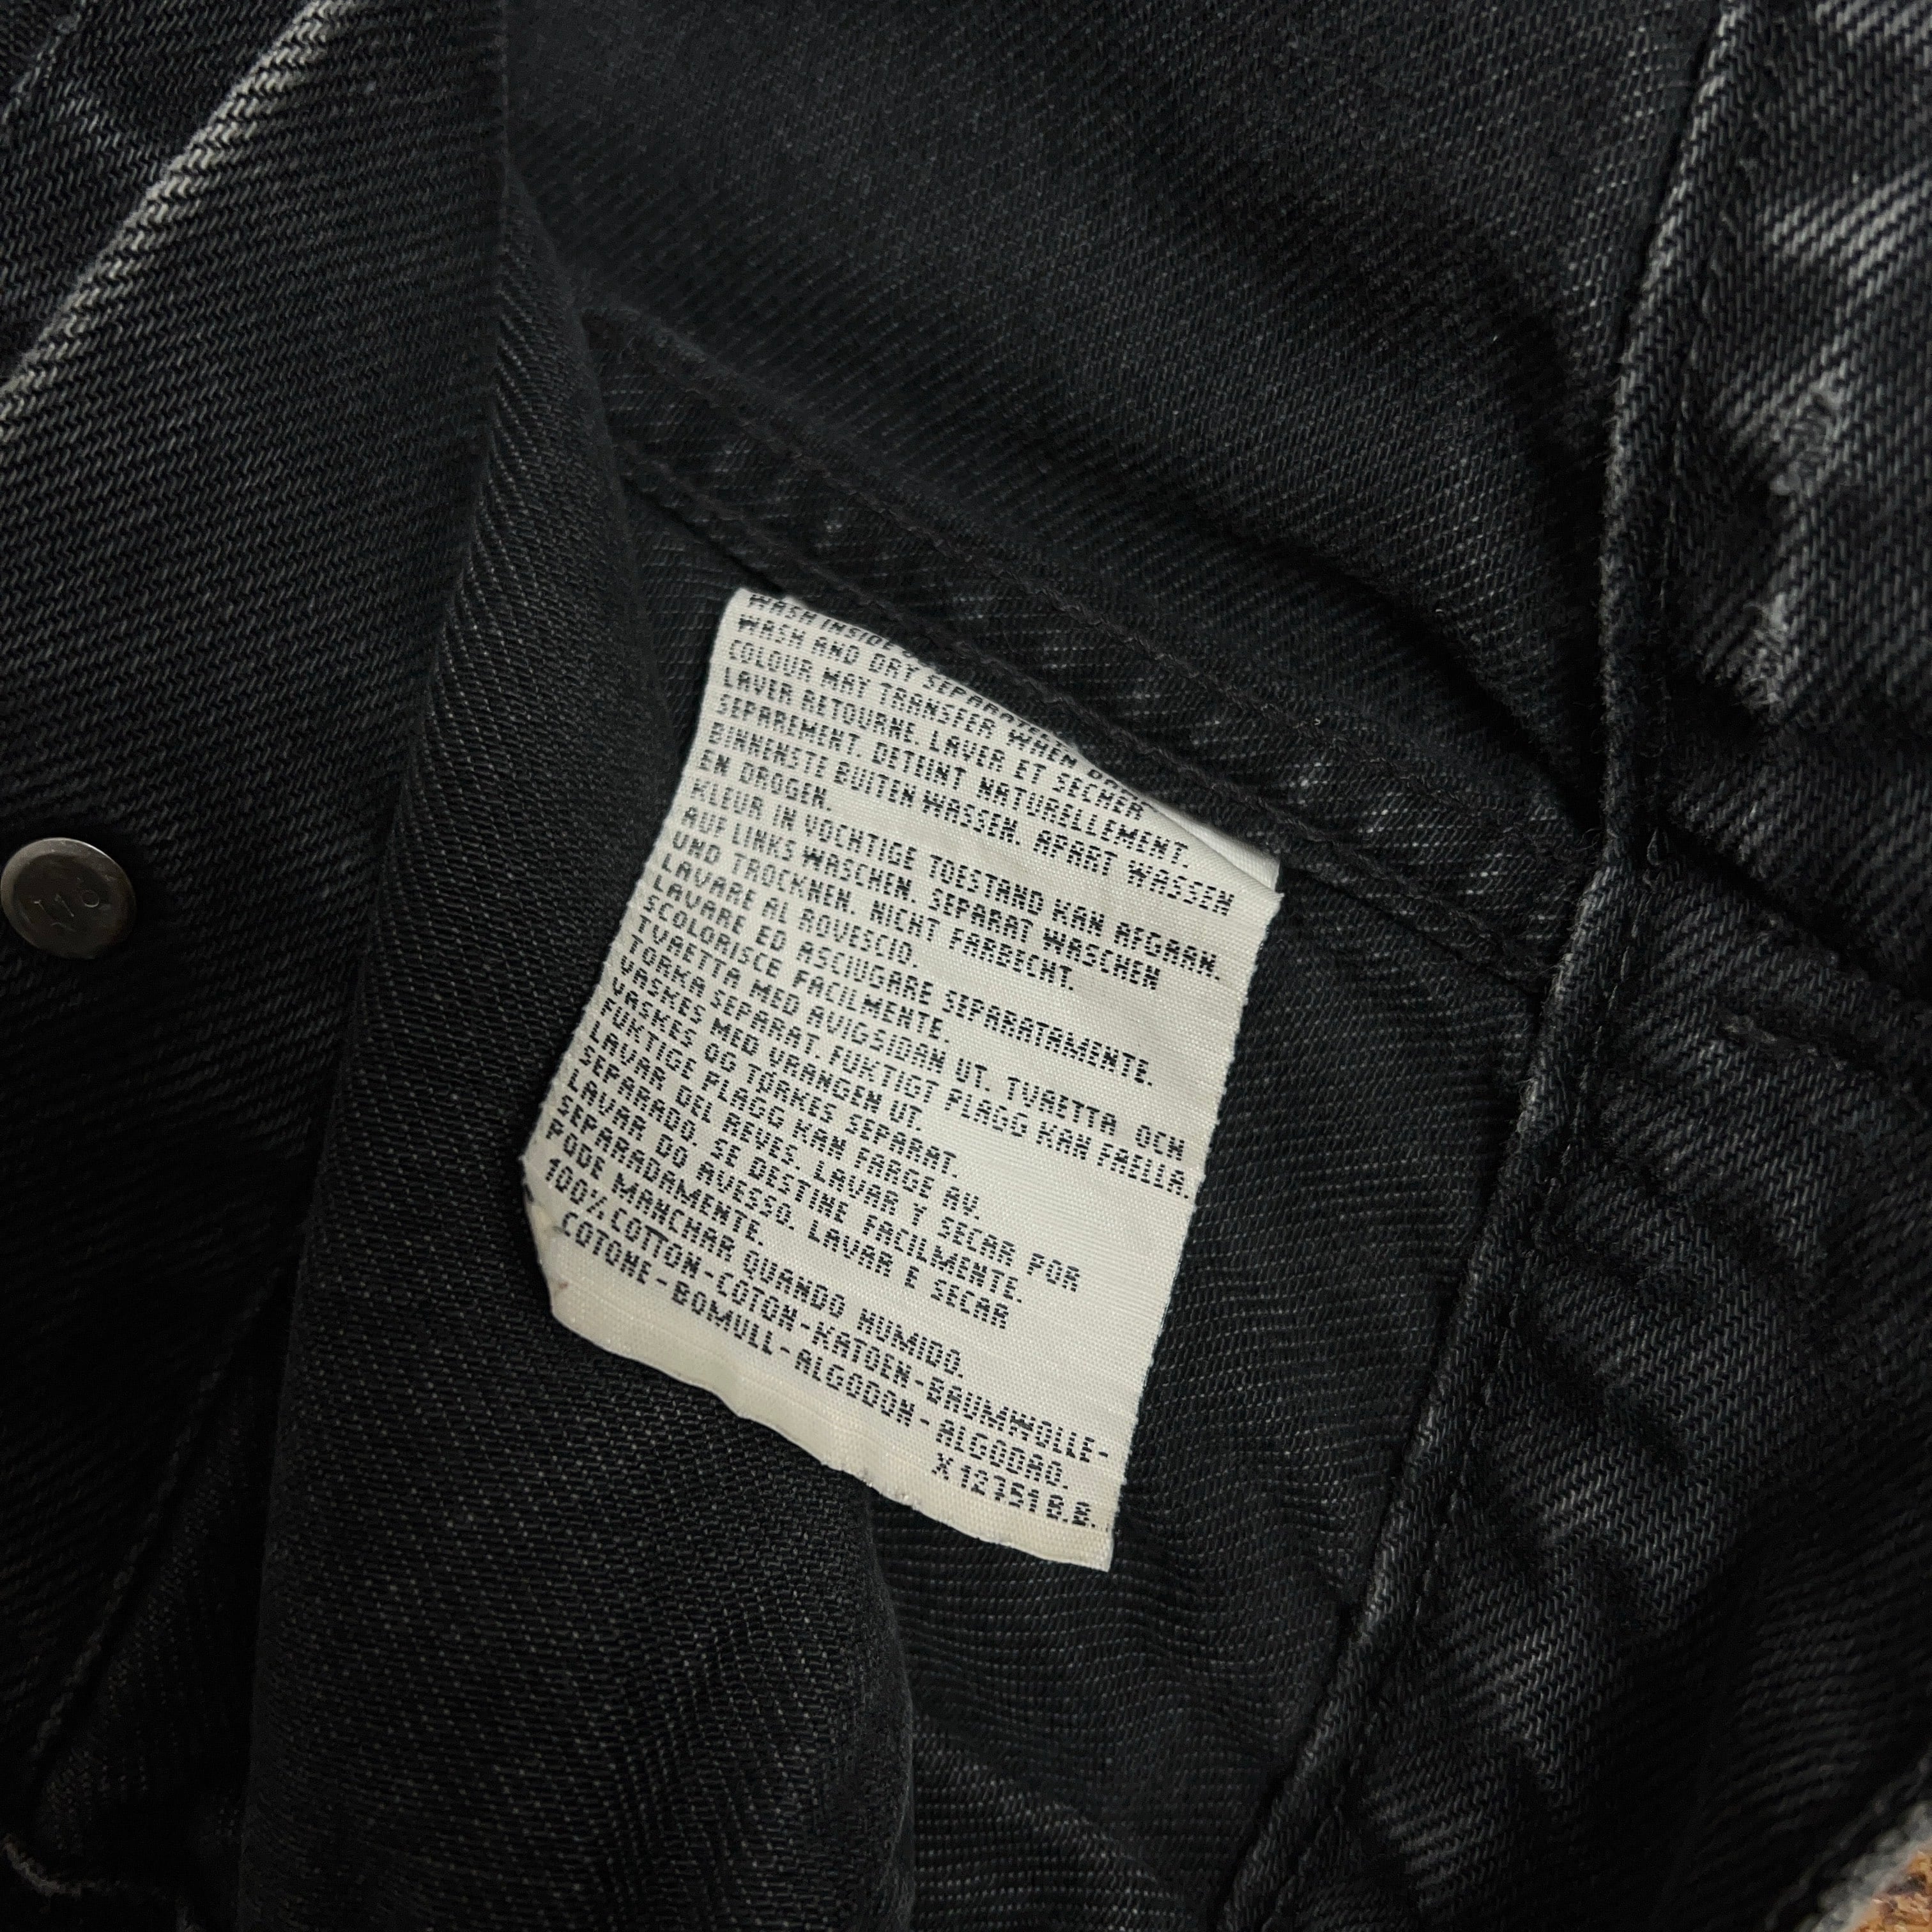 WASH INSIDE
WASH AND DRY SEPARATELY
COLOUR MAY TRANSFER WHEN
LAVER RETOURNE. LAVER ET SECHER
SEPAREMENT. DETEINT NATURELLEMENT.
BINNENSTE BUITEN WASSEN. APART WASSEN
EN DROGEN.
KLEUR IN VOCHTIGE TOESTAND KAN AFGAAN.
AUF LINKS WASCHEN. SEPARAT WASCHEN
UND TROCKNEN. NICHT FARBECHT.
LAVARE AL ROVESCIO.
LAVARE ED ASCIUGARE SEPARATAMENTE.
SCOLORISCE FACILMENTE.
TVAETTA MED AVIGSIDAN UT. TVAETTA OCH
TORKA SEPARAT. FUKTIGT PLAGG KAN FAELLA.
VASKES MED VRANGEN UT.
VASKES OG TORKES SEPARAT.
FUKTIGE PLAGG KAN FARGE AV.
LAVAR DEL REVES. LAVAR Y SECAR POR
SEPARADO. SE DESTINE FACILMENTE.
LAVAR DO AVESSO. LAVAR E SECAR
SEPARADAMENTE.
PODE MANCHAR QUANDO HUMIDO.
100% COTTON-COTON-KATOEN-BAUMWOLLE-
COTONE-BOMULL-ALGODON-ALGODAO.
X 12751 B.B.